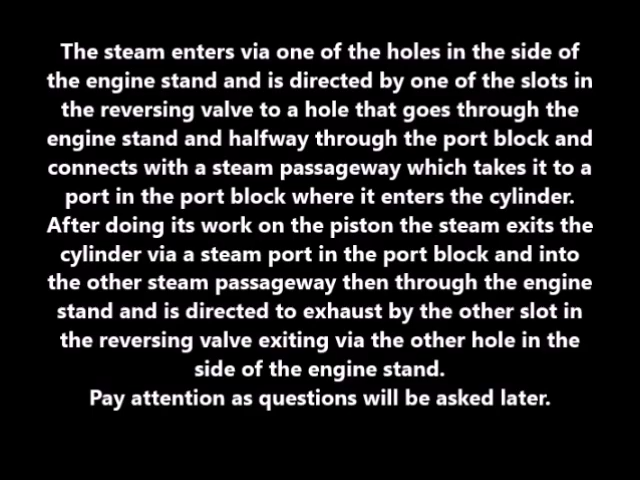 The steam enters via one of the holes in the side of
the engine stand and is directed by one of the slots in
the reversing valve to a hole that goes through the
engine stand and halfway through the port block and
connects with a steam passageway which takes it to a
port in the port block where it enters the cylinder.
After doing its work on the piston the steam exits the
cylinder via a steam port in the port block and into
the other steam passageway then through the engine
stand and is directed to exhaust by the other slot in
the reversing valve exiting via the other hole in the
side of the engine stand.
Pay attention as questions will be asked later.